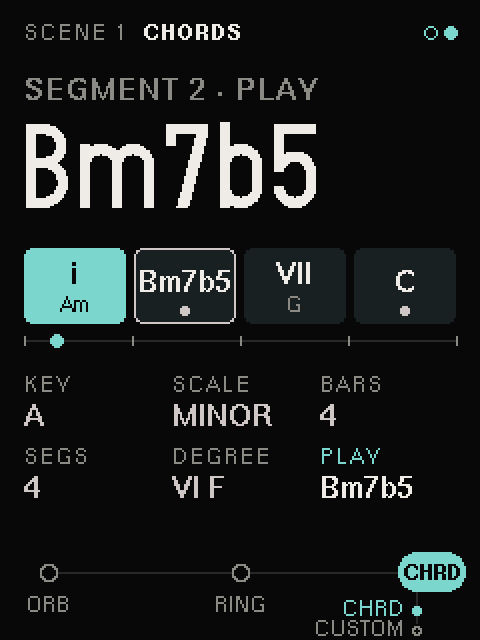 SCENE 1 CHORDS
SEGMENT 2 · PLAY
Bm7b5
i Bm7b5 VII C
Am G
KEY SCALE BARS
A MINOR 4
SEGS DEGREE PLAY
4 VI F Bm7b5
CHRD
ORB RING CHRD
CUSTOM